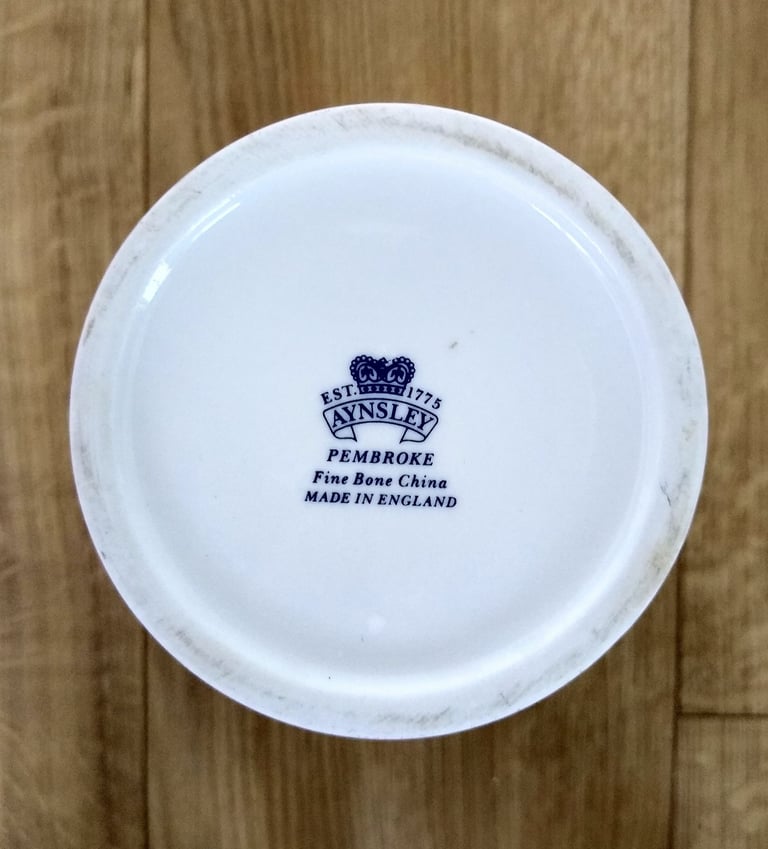 EST. 1775
AYNSLEY
PEMBROKE
Fine Bone China
MADE IN ENGLAND